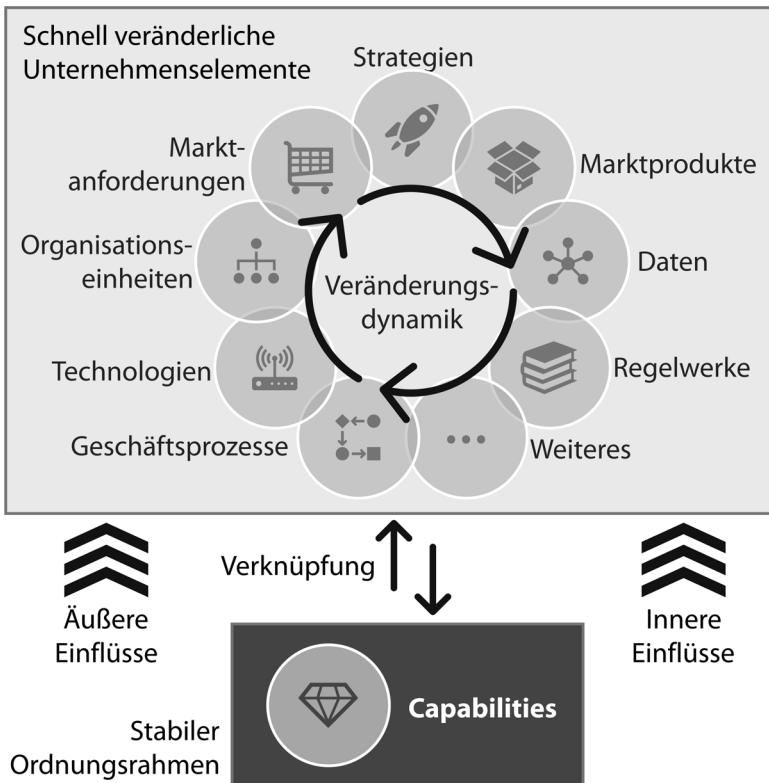 Schnell veränderliche
Unternehmenselemente
Strategien
Markt-
anforderungen
Marktprodukte
Organisations-
einheiten
Daten
Veränderungs-
dynamik
Technologien
Regelwerke
Geschäftsprozesse
Weiteres
Verknüpfung
Äußere
Einflüsse
Innere
Einflüsse
Capabilities
Stabiler
Ordnungsrahmen